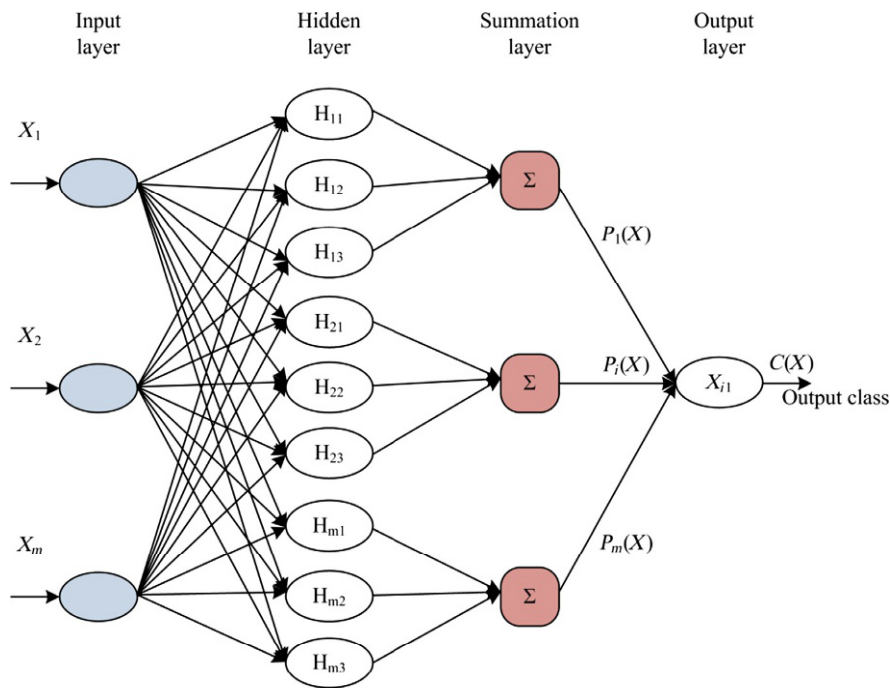 Input
layer
Hidden
layer
Summation
layer
Output
layer
X₁
X₂
Xₘ
H₁₁
H₁₂
H₁₃
H₂₁
H₂₂
H₂₃
Hₘ₁
Hₘ₂
Hₘ₃
Σ
Σ
Σ
P₁(X)
Pᵢ(X)
Pₘ(X)
Xᵢ₁
C(X)
Output class